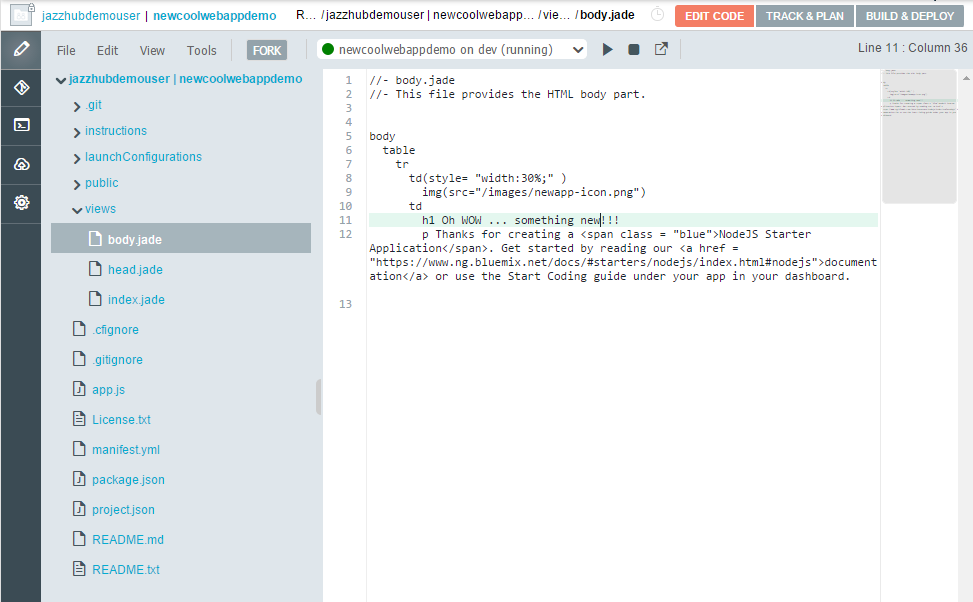 jazzhubdemouser | newcoolwebappdemo
R… /jazzhubdemouser | newcoolwebapp… /vie… /body.jade
EDIT CODE
TRACK & PLAN
BUILD & DEPLOY
File Edit View Tools FORK
newcoolwebappdemo on dev (running)
Line 11 : Column 36
jazzhubdemouser | newcoolwebappdemo
.git
instructions
launchConfigurations
public
views
body.jade
head.jade
index.jade
.cfignore
.gitignore
app.js
License.txt
manifest.yml
package.json
project.json
README.md
README.txt
1 //- body.jade
2 //- This file provides the HTML body part.
3
4
5 body
6 table
7 tr
8 td(style= "width:30%;" )
9 img(src="/images/newapp-icon.png")
10 td
11 h1 Oh WOW ... something new!!!
12 p Thanks for creating a <span class = "blue">NodeJS Starter
Application</span>. Get started by reading our <a href =
"https://www.ng.bluemix.net/docs/#starters/nodejs/index.html#nodejs">document
ation</a> or use the Start Coding guide under your app in your dashboard.
13